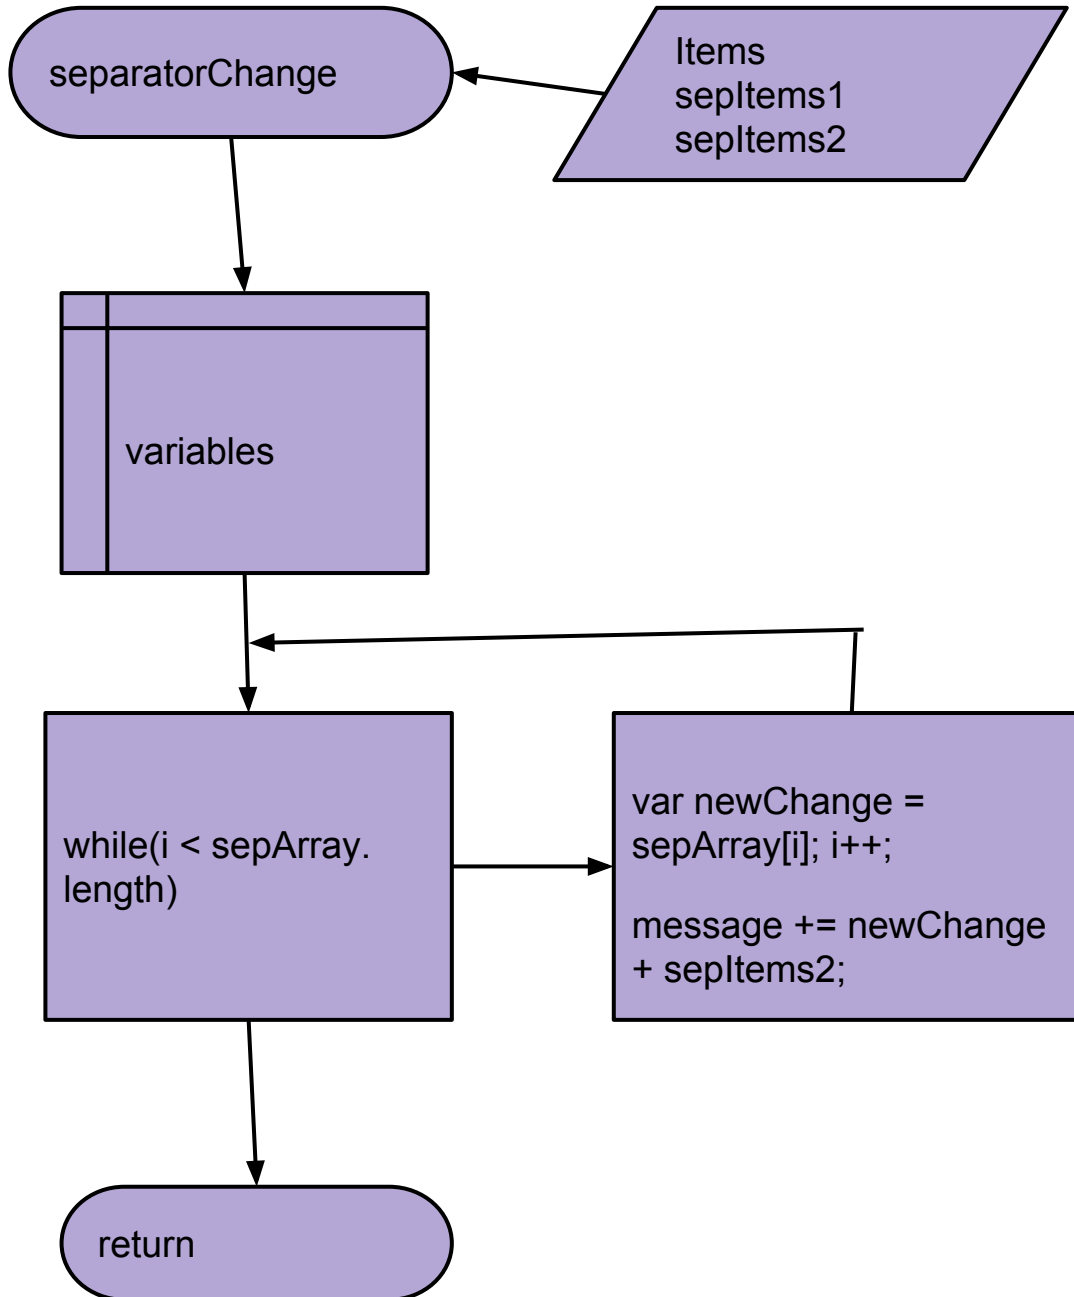 separatorChange
Items
sepItems1
sepItems2
variables
while(i < sepArray.
length)
var newChange =
sepArray[i]; i++;
message += newChange
+ sepItems2;
return